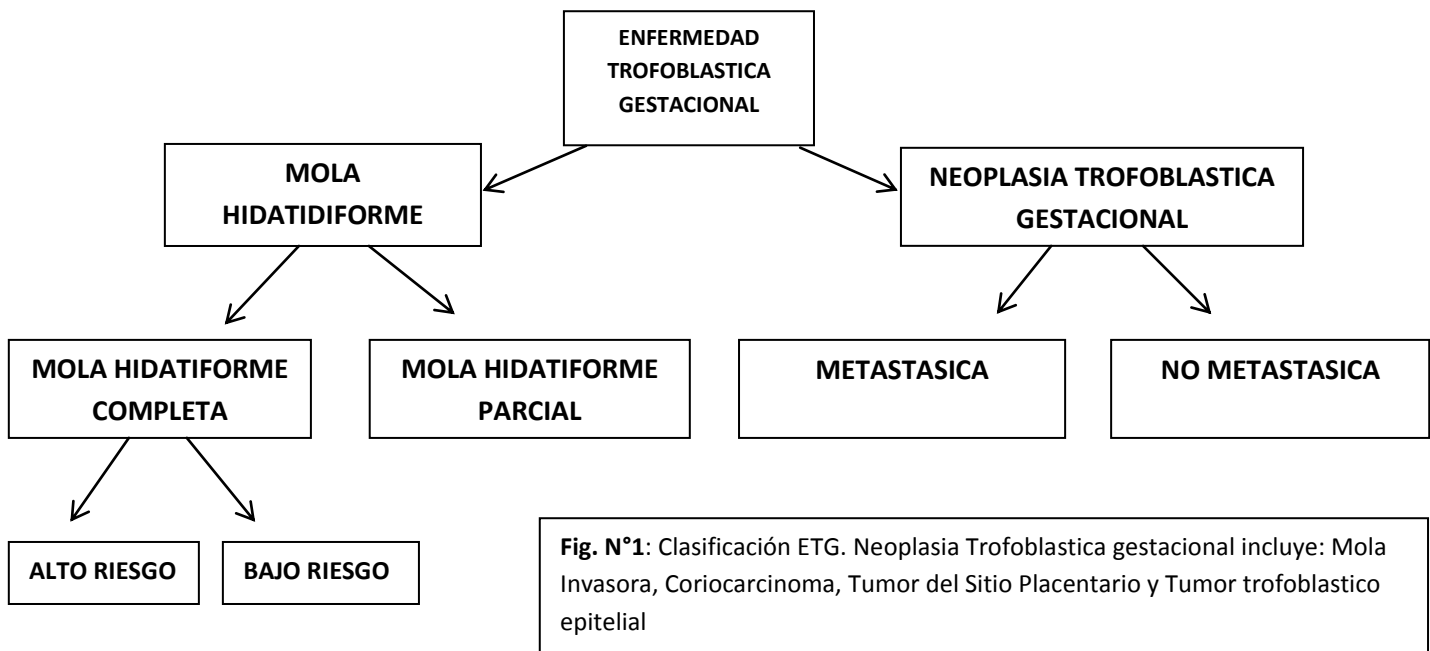 ENFERMEDAD
TROFOBLASTICA
GESTACIONAL
MOLA
HIDATIDIFORME
NEOPLASIA TROFOBLASTICA
GESTACIONAL
MOLA HIDATIFORME
COMPLETA
MOLA HIDATIFORME
PARCIAL
METASTASICA
NO METASTASICA
ALTO RIESGO
BAJO RIESGO
Fig. N°1: Clasificación ETG. Neoplasia Trofoblastica gestacional incluye: Mola
Invasora, Coriocarcinoma, Tumor del Sitio Placentario y Tumor trofoblastico
epitelial